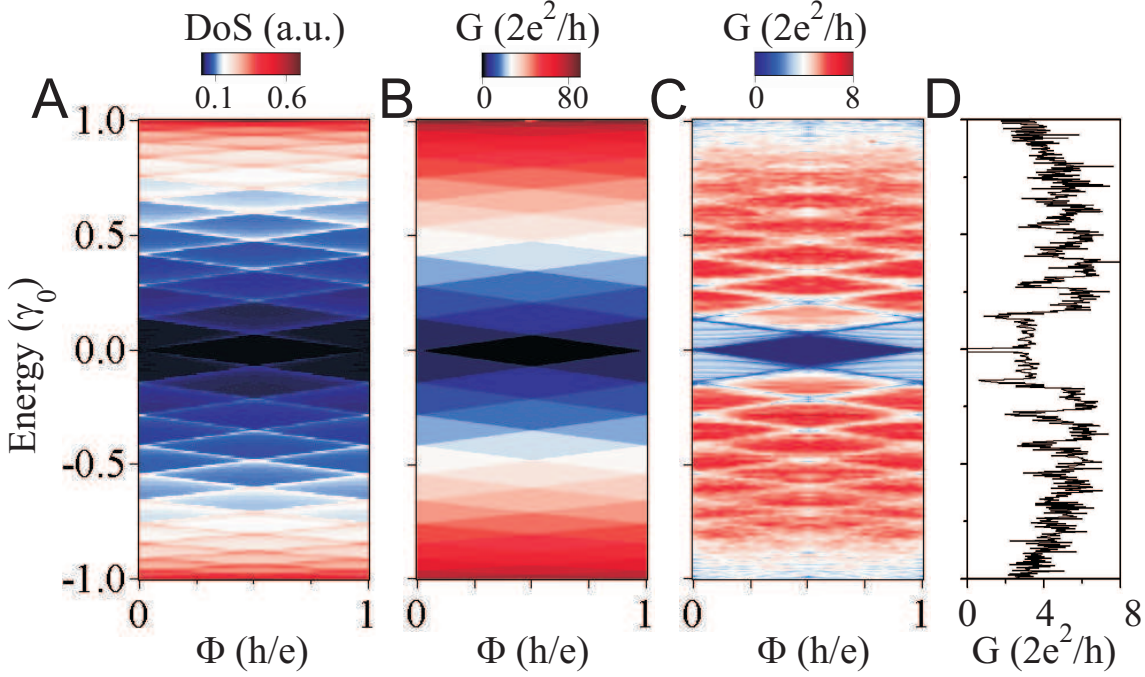 DoS (a.u.) G (2e²/h) G (2e²/h)
0.1 0.6 0 80 0 8
A B C D
1.0
0.5
0.0
-0.5
-1.0
Energy (γ₀)
0 1 0 1 0 1 0 4 8
Φ (h/e) Φ (h/e) Φ (h/e) G (2e²/h)